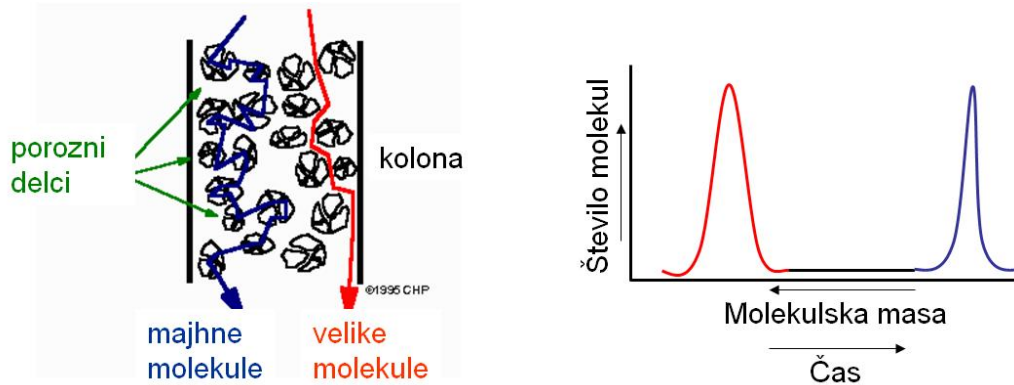 porozni
delci
kolona
©1995 CHP
majhne
molekule
velike
molekule
Število molekul
Molekulska masa
Čas